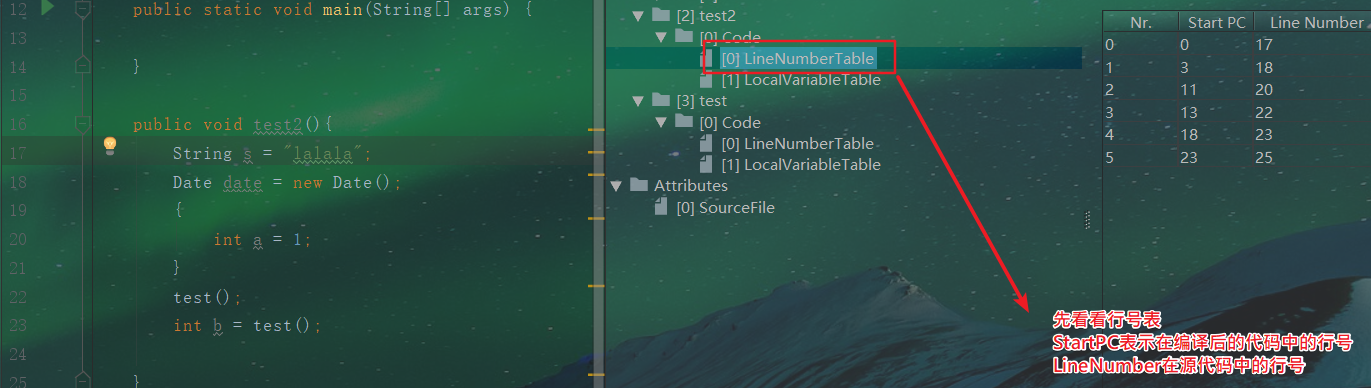 12 public static void main(String[] args) {
13
14 }
15
16 public void test2(){
17 String s = "lalala";
18 Date date = new Date();
19 {
20 int a = 1;
21 }
22 test();
23 int b = test();
24
25 }
[2] test2
[0] Code
[0] LineNumberTable
[1] LocalVariableTable
[3] test
[0] Code
[0] LineNumberTable
[1] LocalVariableTable
Attributes
[0] SourceFile
Nr. Start PC Line Number
0 0 17
1 3 18
2 11 20
3 13 22
4 18 23
5 23 25
先看看行号表
StartPC表示在编译后的代码中的行号
LineNumber在源代码中的行号